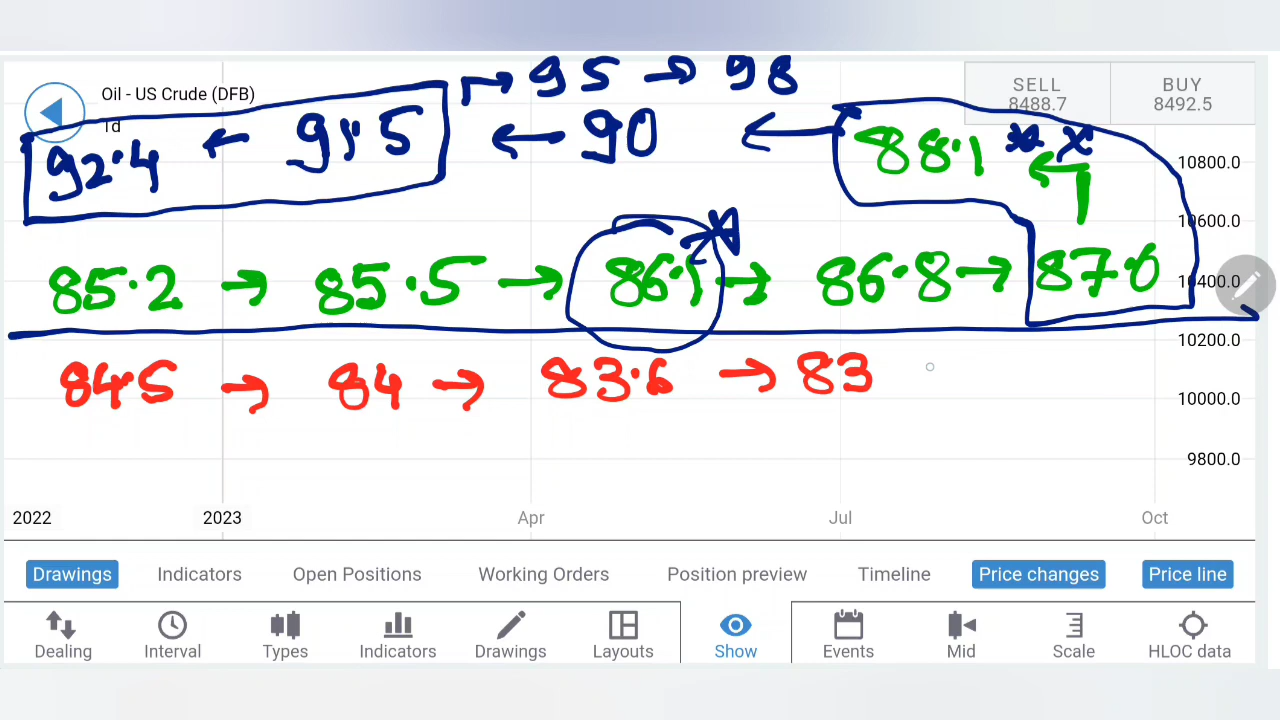 → 95 → 98
Oil - US Crude (DFB)
1d
SELL 8488.7
BUY 8492.5
92.4 ← 91.5 ← 90 ← 88.1
10800.0
10600.0
85.2 → 85.5 → 86.1 → 86.8 → 87.0
10400.0
10200.0
84.5 → 84 → 83.6 → 83
10000.0
9800.0
2022 2023 Apr Jul Oct
Drawings Indicators Open Positions Working Orders Position preview Timeline Price changes Price line
Dealing Interval Types Indicators Drawings Layouts Show Events Mid Scale HLOC data